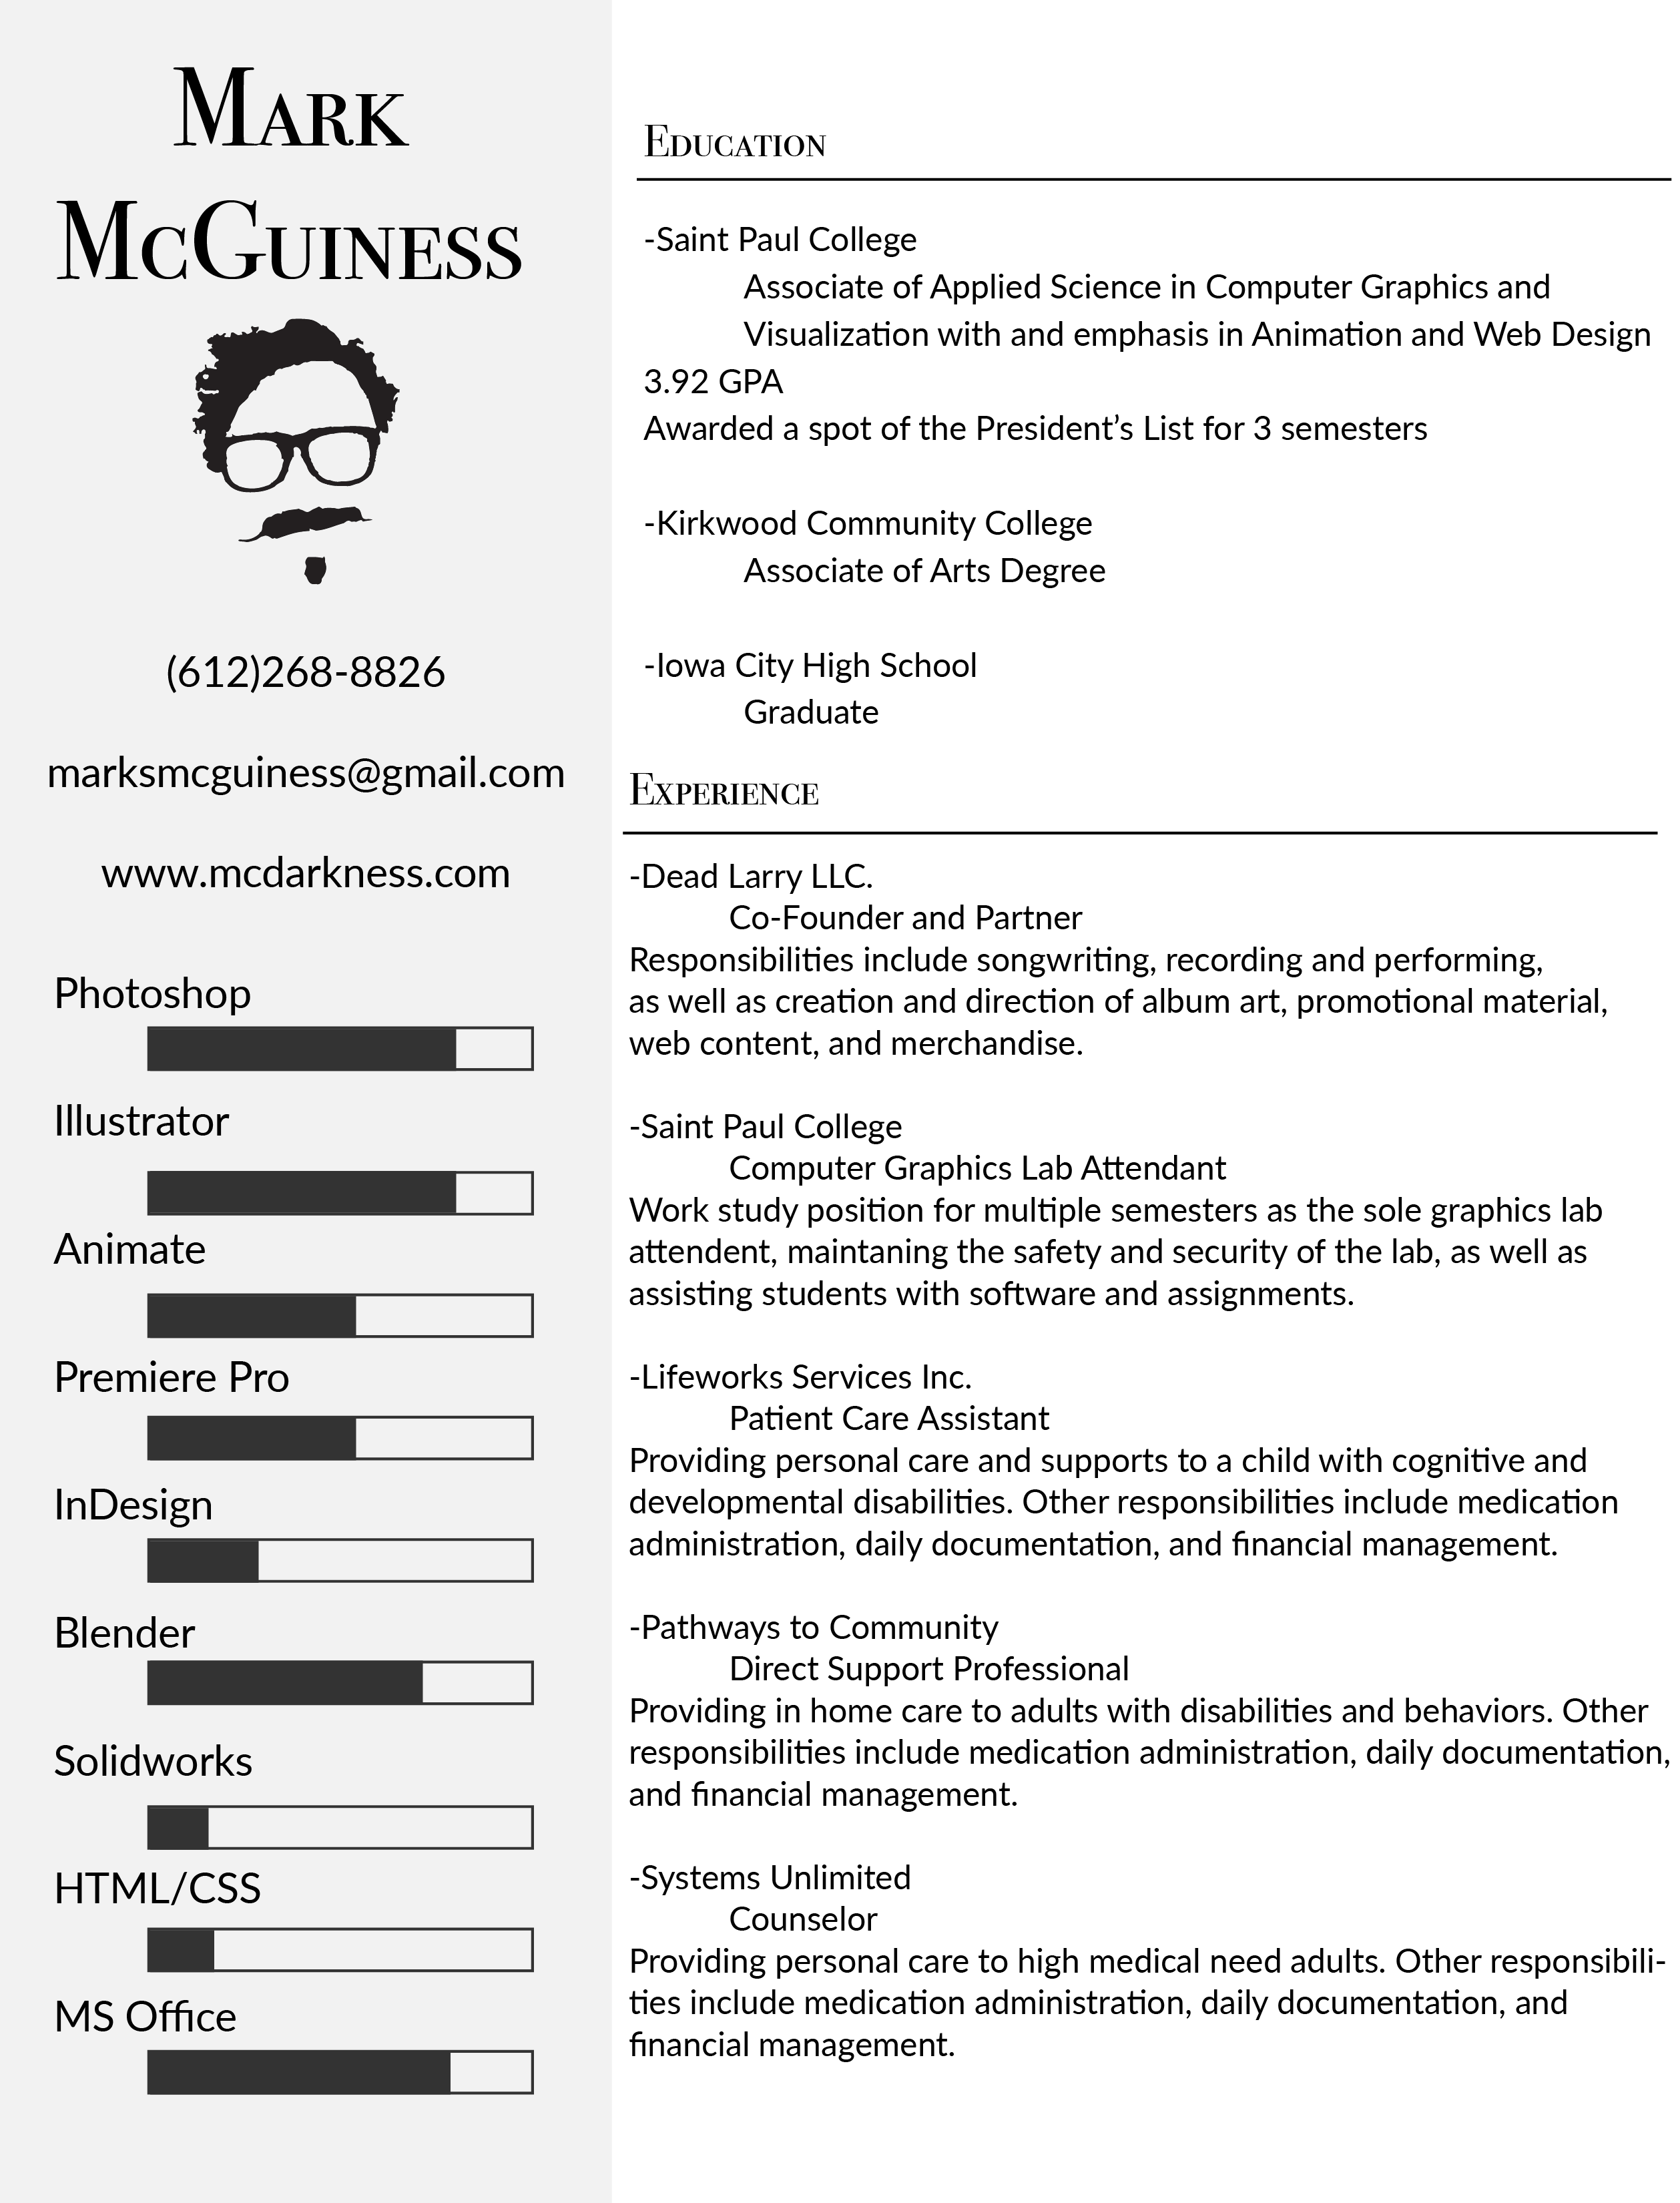 Mark
McGuiness
(612)268-8826
marksmcguiness@gmail.com
www.mcdarkness.com
Photoshop
Illustrator
Animate
Premiere Pro
InDesign
Blender
Solidworks
HTML/CSS
MS Office
Education
-Saint Paul College
Associate of Applied Science in Computer Graphics and
Visualization with and emphasis in Animation and Web Design
3.92 GPA
Awarded a spot of the President’s List for 3 semesters
-Kirkwood Community College
Associate of Arts Degree
-Iowa City High School
Graduate
Experience
-Dead Larry LLC.
Co-Founder and Partner
Responsibilities include songwriting, recording and performing,
as well as creation and direction of album art, promotional material,
web content, and merchandise.
-Saint Paul College
Computer Graphics Lab Attendant
Work study position for multiple semesters as the sole graphics lab
attendent, maintaning the safety and security of the lab, as well as
assisting students with software and assignments.
-Lifeworks Services Inc.
Patient Care Assistant
Providing personal care and supports to a child with cognitive and
developmental disabilities. Other responsibilities include medication
administration, daily documentation, and financial management.
-Pathways to Community
Direct Support Professional
Providing in home care to adults with disabilities and behaviors. Other
responsibilities include medication administration, daily documentation,
and financial management.
-Systems Unlimited
Counselor
Providing personal care to high medical need adults. Other responsibili-
ties include medication administration, daily documentation, and
financial management.